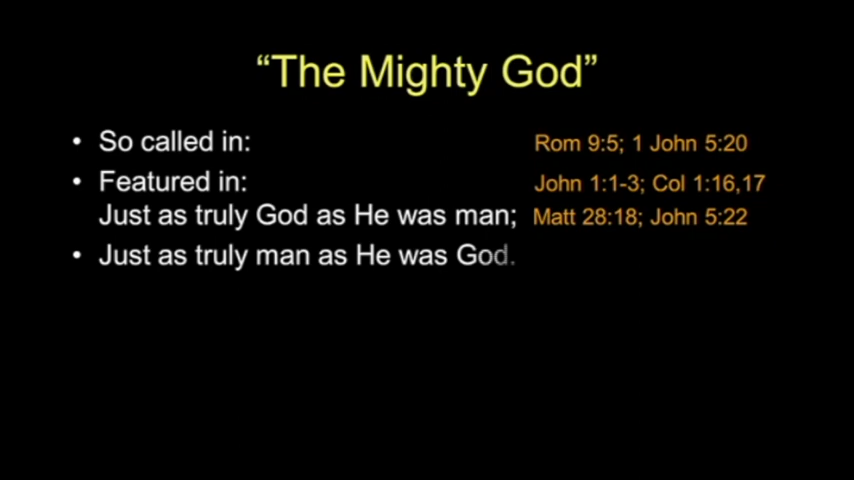 “The Mighty God”
• So called in: Rom 9:5; 1 John 5:20
• Featured in: John 1:1-3; Col 1:16,17
Just as truly God as He was man; Matt 28:18; John 5:22
• Just as truly man as He was God.